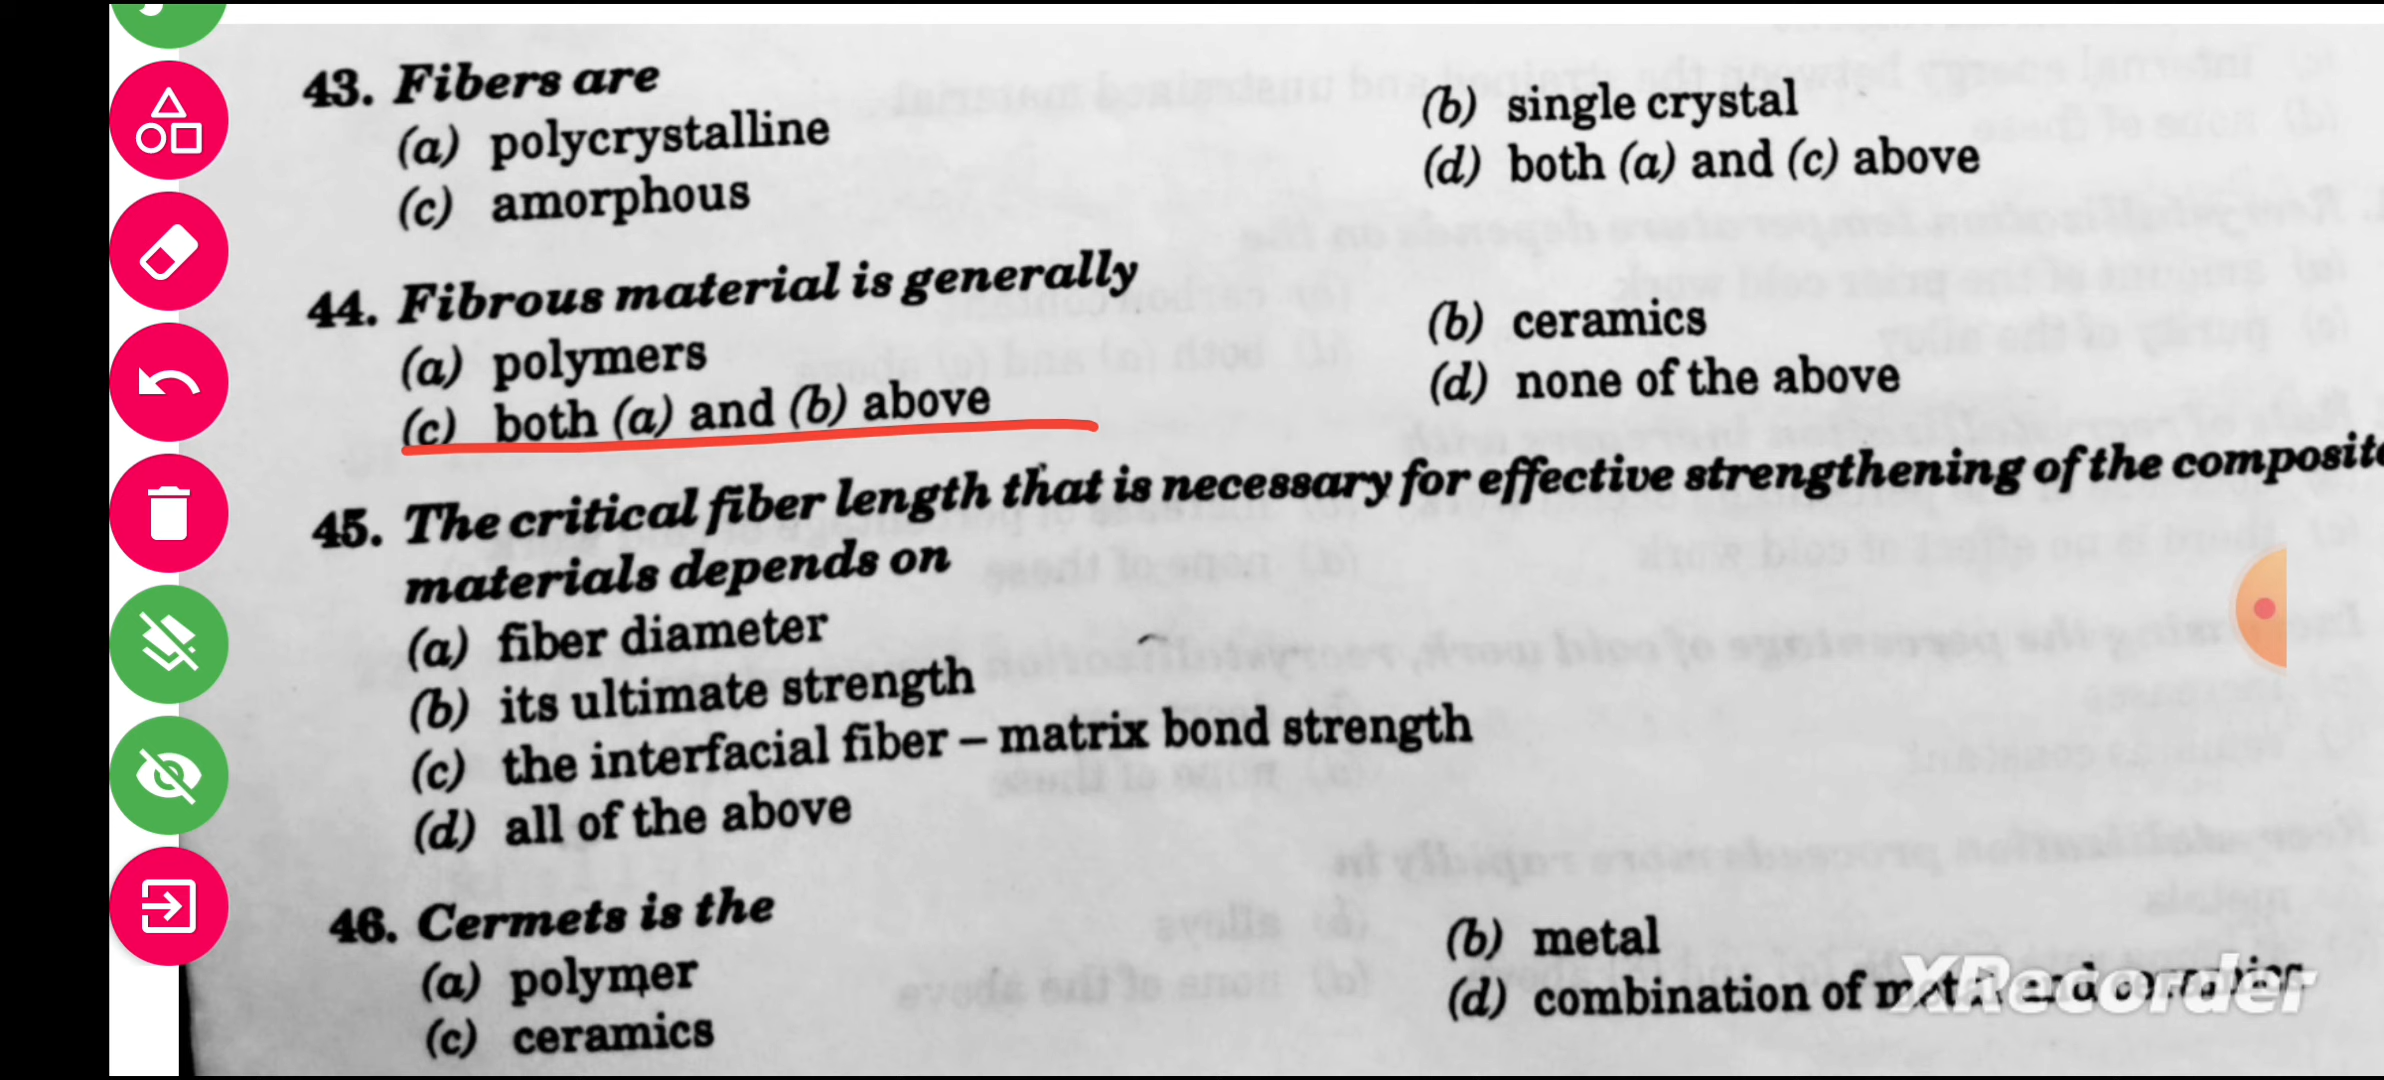 43. Fibers are
(a) polycrystalline
(b) single crystal
(c) amorphous
(d) both (a) and (c) above
44. Fibrous material is generally
(a) polymers
(b) ceramics
(c) both (a) and (b) above
(d) none of the above
45. The critical fiber length that is necessary for effective strengthening of the composite
materials depends on
(a) fiber diameter
(b) its ultimate strength
(c) the interfacial fiber – matrix bond strength
(d) all of the above
46. Cermets is the
(a) polymer
(b) metal
(c) ceramics
(d) combination of metal and ceramics
XRecorder